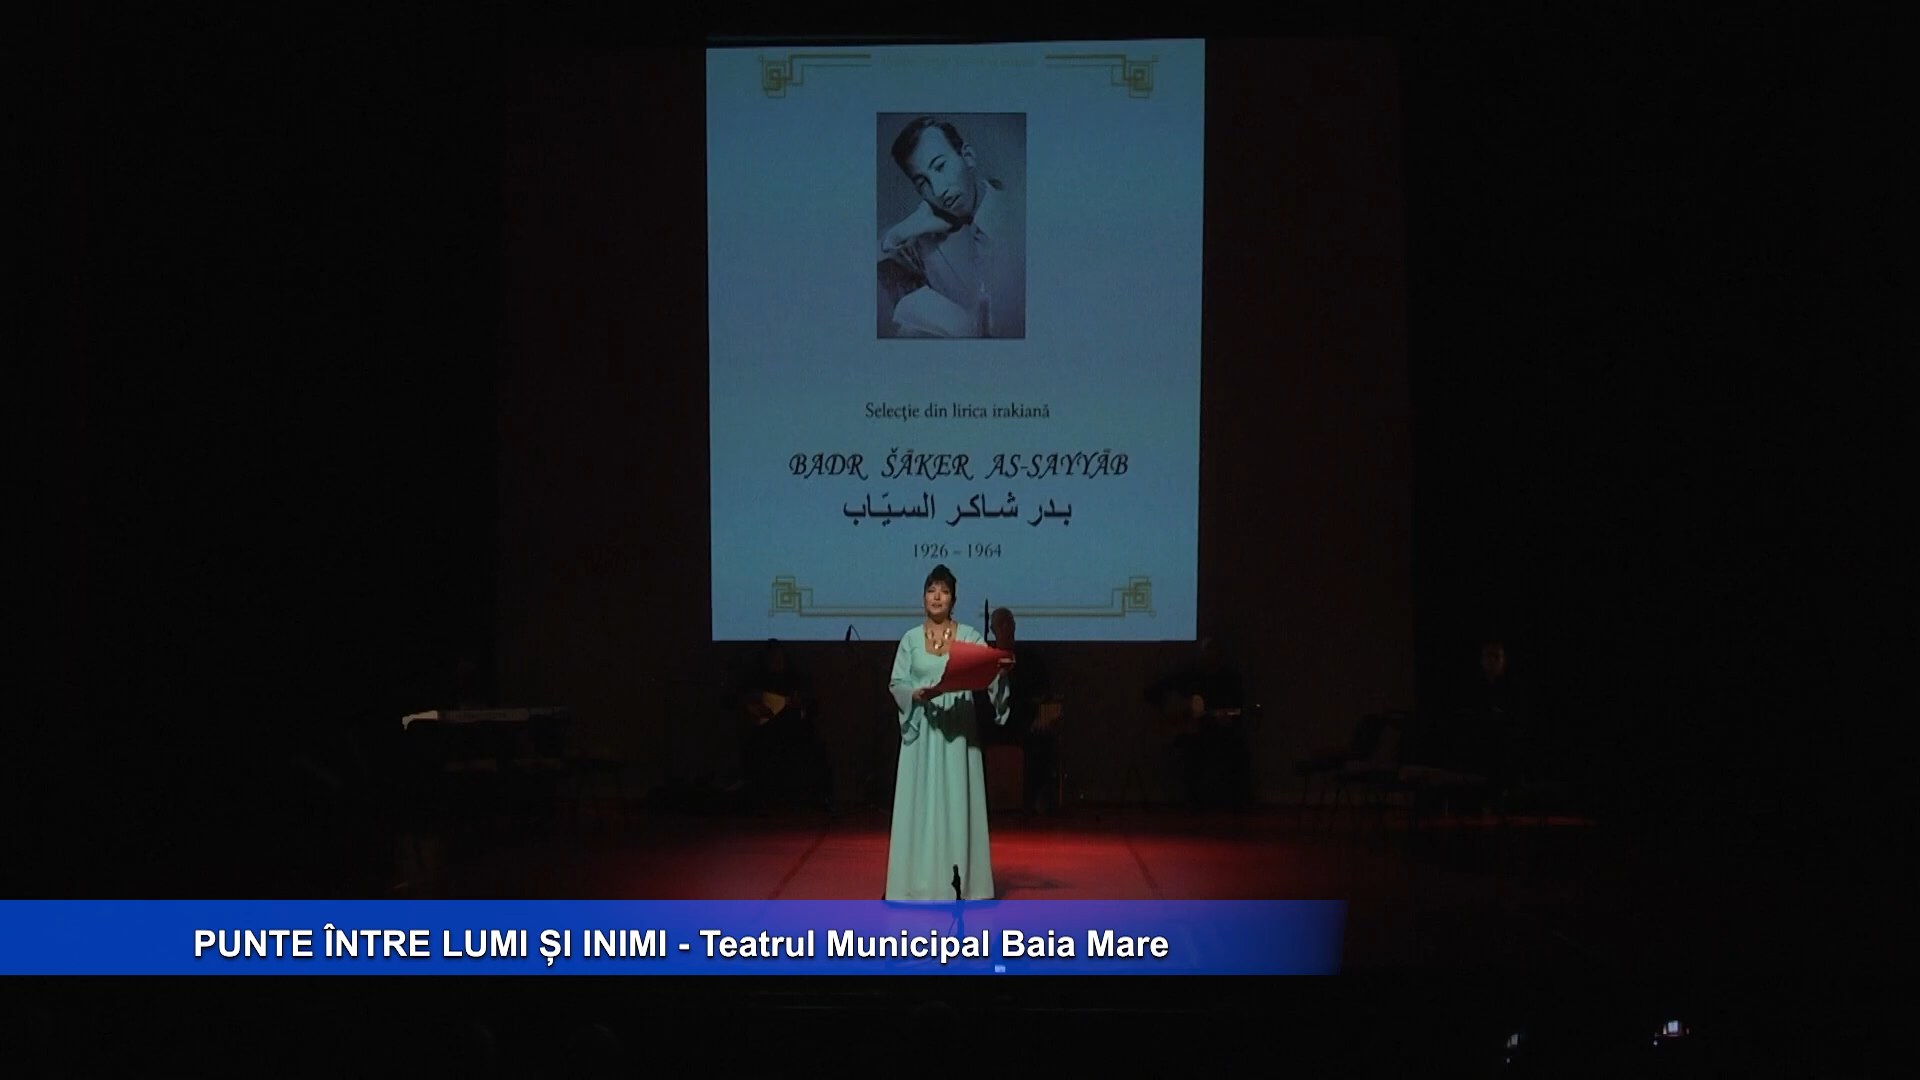 Selecţie din lirica irakiană
BADR ŠĀKER AS-SAYYĀB
بدر شاكر السيّاب
1926 – 1964
PUNTE ÎNTRE LUMI ȘI INIMI - Teatrul Municipal Baia Mare